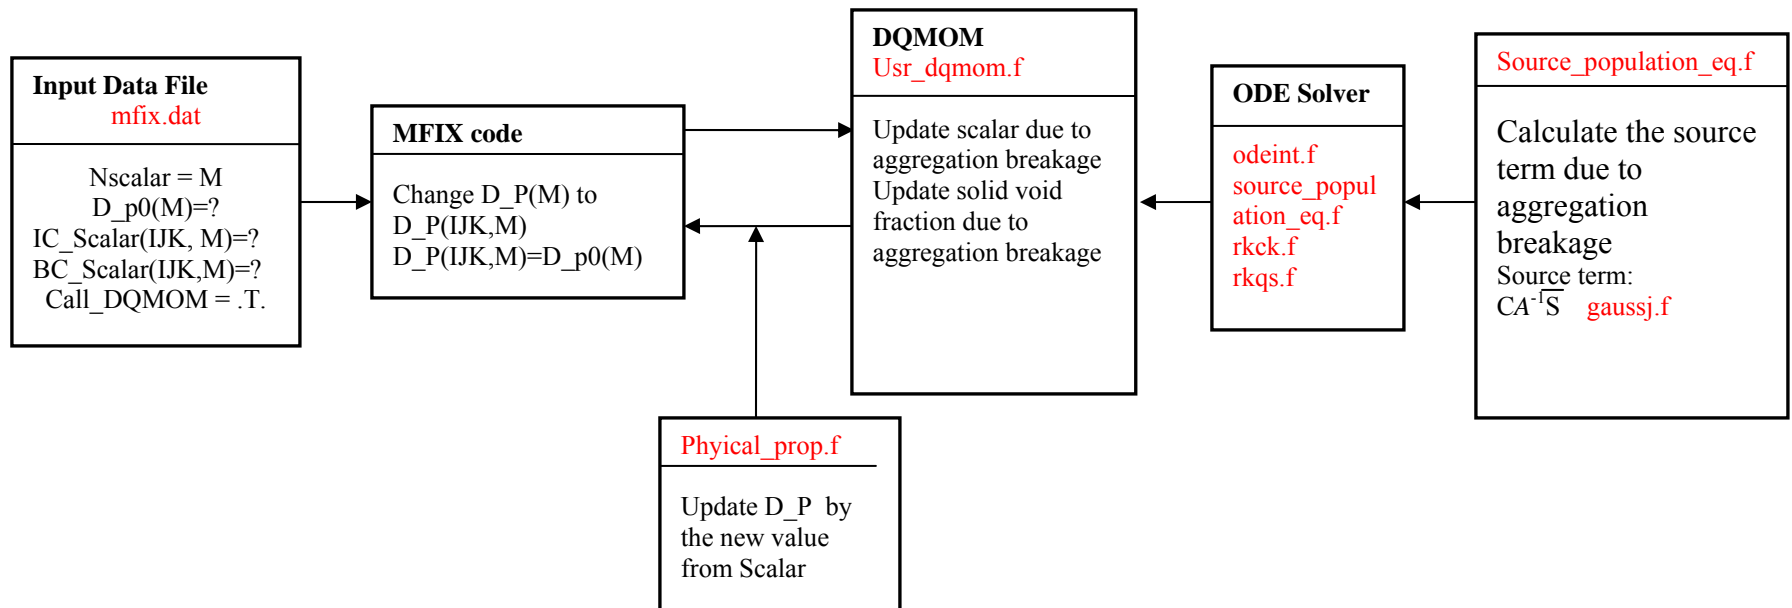 Input Data File
mfix.dat
Nscalar = M
D_p0(M)=?
IC_Scalar(IJK, M)=?
BC_Scalar(IJK,M)=?
Call_DQMOM = .T.
MFIX code
Change D_P(M) to
D_P(IJK,M)
D_P(IJK,M)=D_p0(M)
DQMOM
Usr_dqmom.f
Update scalar due to
aggregation breakage
Update solid void
fraction due to
aggregation breakage
Phyical_prop.f
Update D_P by
the new value
from Scalar
ODE Solver
odeint.f
source_popul
ation_eq.f
rkck.f
rkqs.f
Source_population_eq.f
Calculate the source
term due to
aggregation
breakage
Source term:
CA⁻¹S̅ gaussj.f